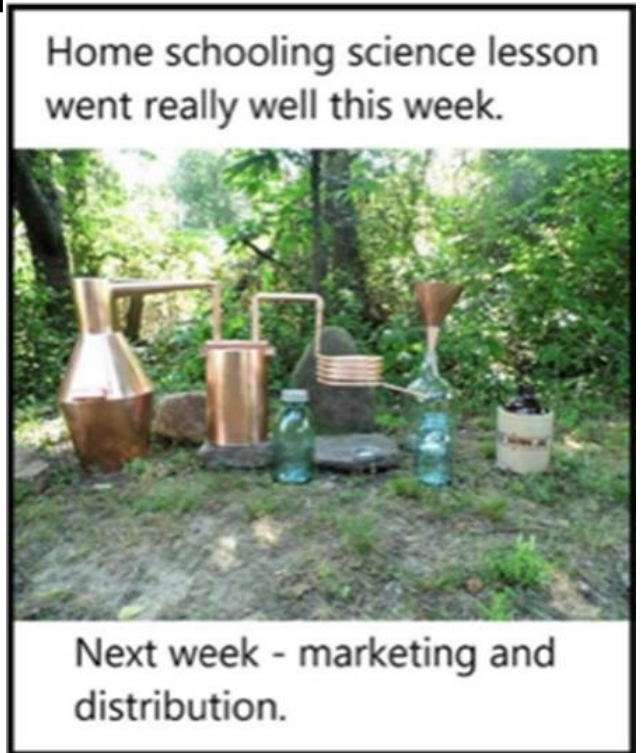 Home schooling science lesson
went really well this week.
Next week - marketing and
distribution.